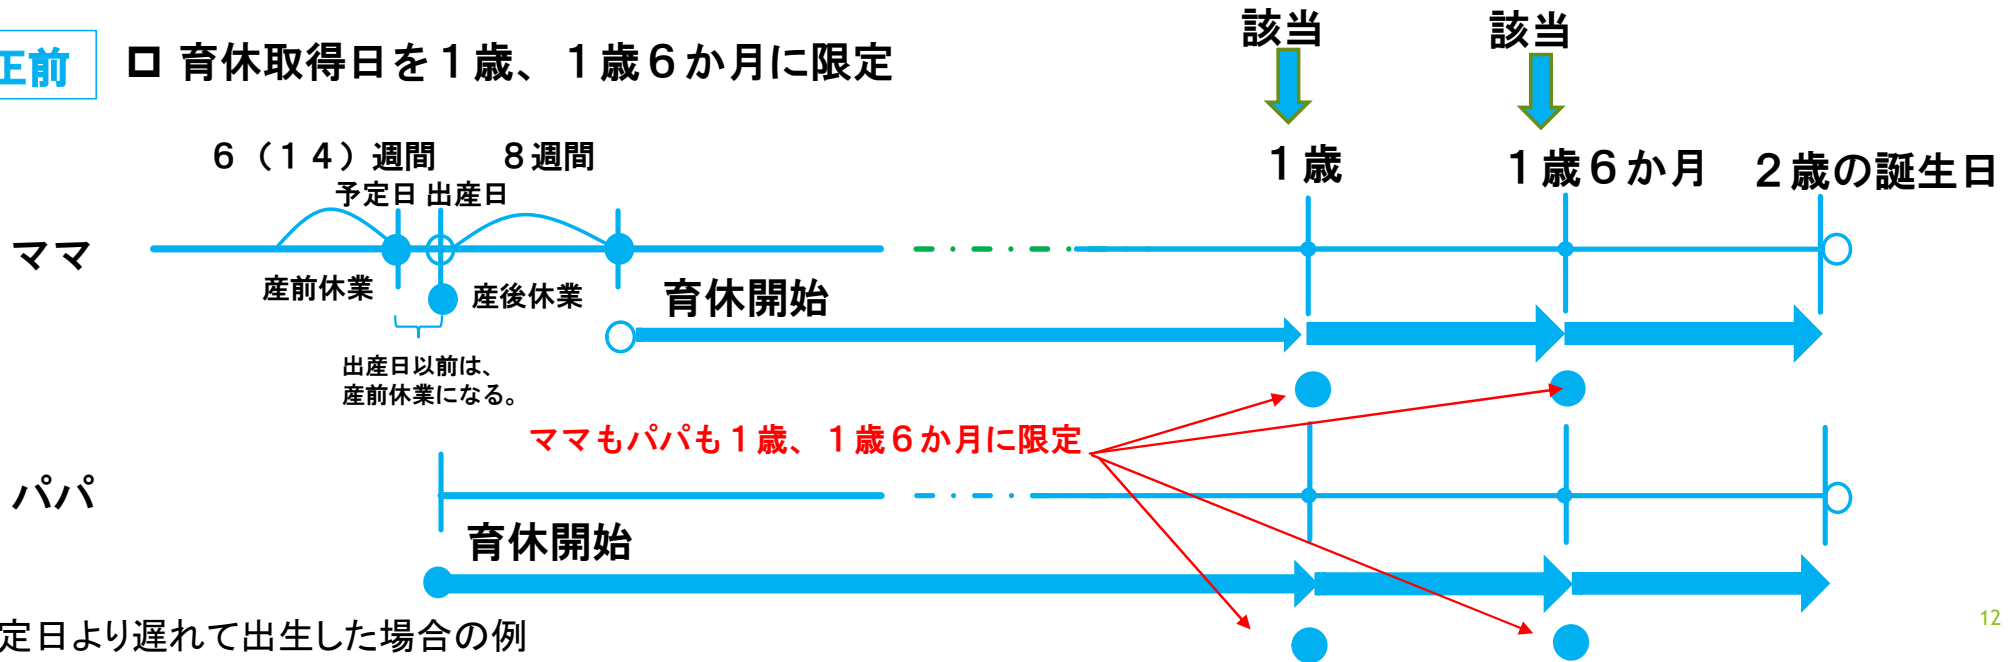 正前
□ 育休取得日を１歳、１歳６か月に限定
該当
該当
６（１４）週間
８週間
予定日
出産日
１歳
１歳６か月
２歳の誕生日
ママ
産前休業
産後休業
育休開始
出産日以前は、
産前休業になる。
ママもパパも１歳、１歳６か月に限定
パパ
育休開始
定日より遅れて出生した場合の例
12